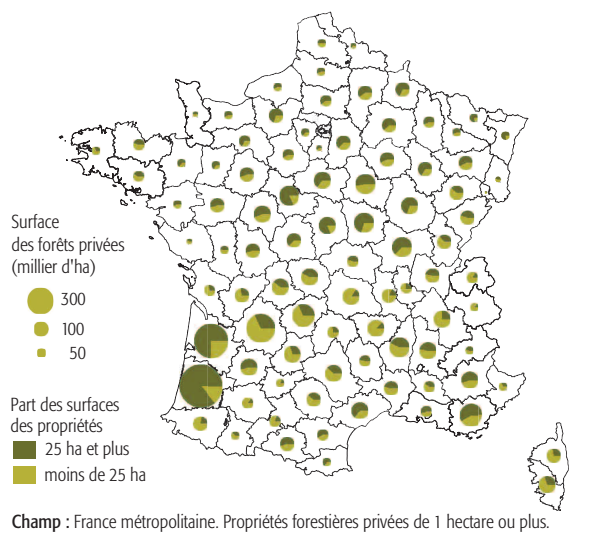 Surface
des forêts privées
(millier d'ha)
300
100
50
Part des surfaces
des propriétés
25 ha et plus
moins de 25 ha
Champ : France métropolitaine. Propriétés forestières privées de 1 hectare ou plus.